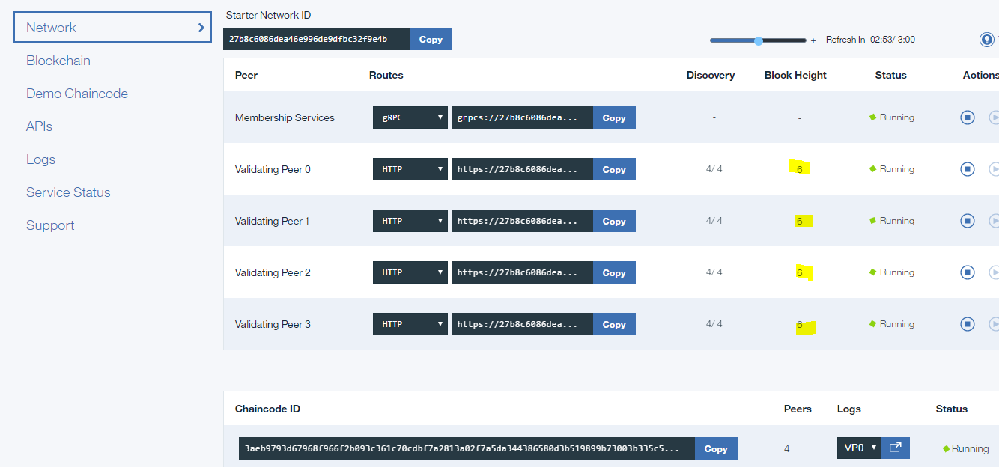 Starter Network ID
Network
27b8c6086dea46e996de9dfbc32f9e4b Copy - + Refresh In 02:53/ 3:00
Blockchain
Demo Chaincode
APIs
Logs
Service Status
Support
Peer Routes Discovery Block Height Status Actions
Membership Services gRPC grpcs://27b8c6086dea... Copy - - Running
Validating Peer 0 HTTP https://27b8c6086dea... Copy 4/ 4 6 Running
Validating Peer 1 HTTP https://27b8c6086dea... Copy 4/ 4 6 Running
Validating Peer 2 HTTP https://27b8c6086dea... Copy 4/ 4 6 Running
Validating Peer 3 HTTP https://27b8c6086dea... Copy 4/ 4 6 Running
Chaincode ID Peers Logs Status
3aeb9793d67968f966f2b093c361c70cdbf7a2813a02f7a5da344386580d3b519899b73003b335c5... Copy 4 VP0 Running